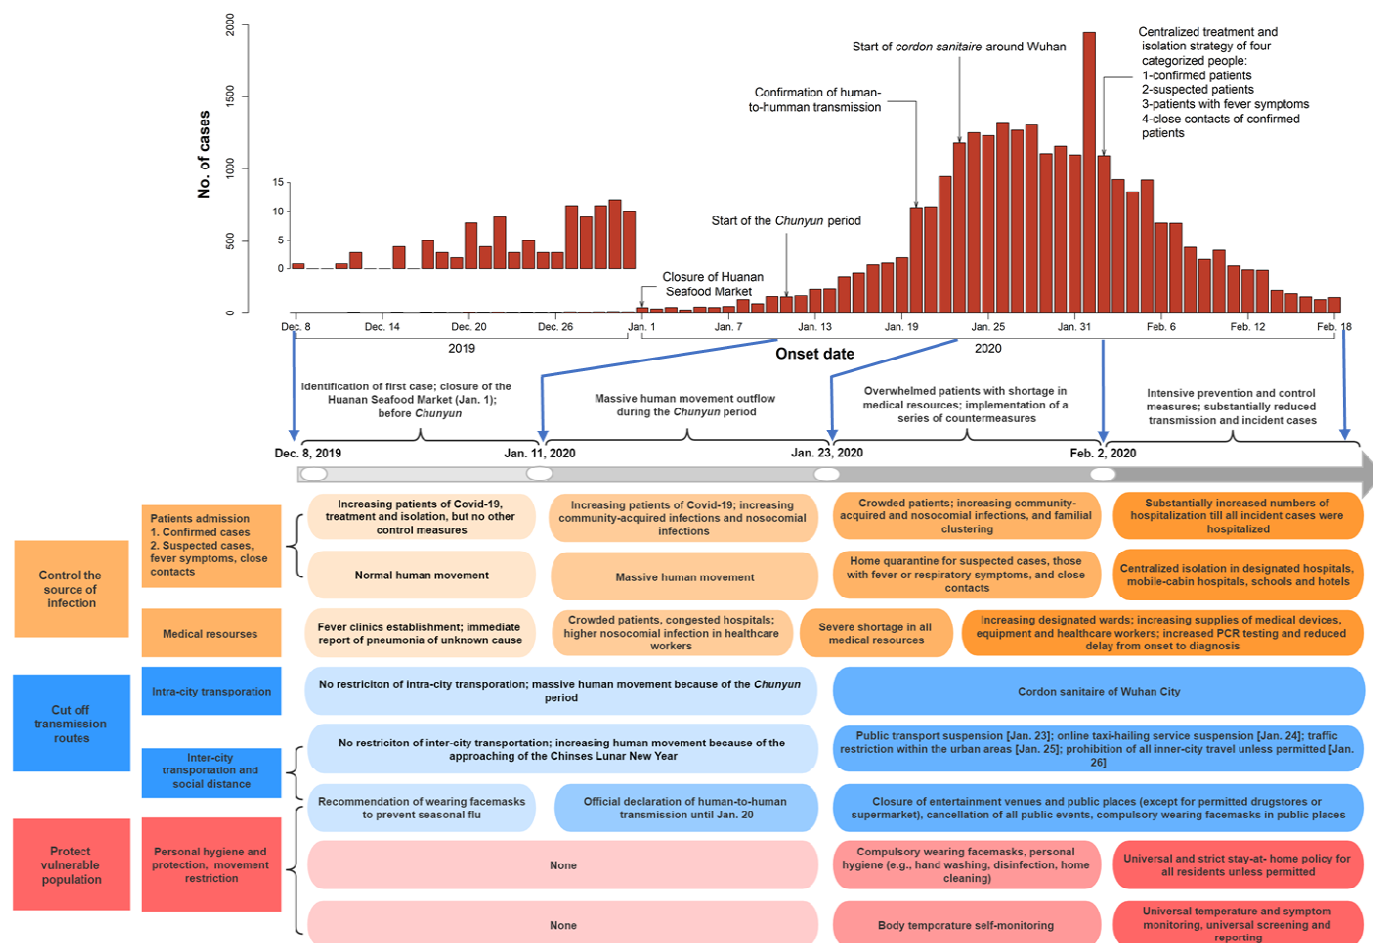 2000
1500
1000
500
0
No. of cases
15
10
5
0
Start of cordon sanitaire around Wuhan
Confirmation of human-
to-humman transmission
Centralized treatment and
isolation strategy of four
categorized people:
1-confirmed patients
2-suspected patients
3-patients with fever symptoms
4-close contacts of confirmed
patients
Start of the Chunyun period
Closure of Huanan
Seafood Market
Dec. 8
Dec. 14
Dec. 20
Dec. 26
Jan. 1
Jan. 7
Jan. 13
Jan. 19
Jan. 25
Jan. 31
Feb. 6
Feb. 12
Feb. 18
2019
Onset date
2020
Identification of first case; closure of the
Huanan Seafood Market (Jan. 1);
before Chunyun
Massive human movement outflow
during the Chunyun period
Overwhelmed patients with shortage in
medical resources; implementation of a
series of countermeasures
Intensive prevention and control
measures; substantially reduced
transmission and incident cases
Dec. 8, 2019
Jan. 11, 2020
Jan. 23, 2020
Feb. 2, 2020
Control the
source of
infection
Patients admission
1. Confirmed cases
2. Suspected cases,
fever symptoms, close
contacts
Increasing patients of Covid-19,
treatment and isolation, but no other
control measures
Increasing patients of Covid-19; increasing
community-acquired infections and nosocomial
infections
Crowded patients; increasing community-
acquired and nosocomial infections, and familial
clustering
Substantially increased numbers of
hospitalization till all incident cases were
hospitalized
Normal human movement
Massive human movement
Home quarantine for suspected cases, those
with fever or respiratory symptoms, and close
contacts
Centralized isolation in designated hospitals,
mobile-cabin hospitals, schools and hotels
Medical resourses
Fever clinics establishment; immediate
report of pneumonia of unknown cause
Crowded patients, congested hospitals;
higher nosocomial infection in healthcare
workers
Severe shortage in all
medical resources
Increasing designated wards; increasing supplies of medical devices,
equipment and healthcare workers; increased PCR testing and reduced
delay from onset to diagnosis
Cut off
transmission
routes
Intra-city transporation
No restriciton of intra-city transporation; massive human movement because of the Chunyun
period
Cordon sanitaire of Wuhan City
Inter-city
transportation and
social distance
No restriciton of inter-city transportation; increasing human movement because of the
approaching of the Chinses Lunar New Year
Public transport suspension [Jan. 23]; online taxi-hailing service suspension [Jan. 24]; traffic
restriction within the urban areas [Jan. 25]; prohibition of all inner-city travel unless permitted [Jan.
26]
Recommendation of wearing facemasks
to prevent seasonal flu
Official declaration of human-to-human
transmission until Jan. 20
Closure of entertainment venues and public places (except for permitted drugstores or
supermarket), cancellation of all public events, compulsory wearing facemasks in public places
Protect
vulnerable
population
Personal hygiene and
protection, movement
restriction
None
Compulsory wearing facemasks, personal
hygiene (e.g., hand washing, disinfection, home
cleaning)
Universal and strict stay-at- home policy for
all residents unless permitted
None
Body temporature self-monitoring
Universal temperature and symptom
monitoring, universal screening and
reporting